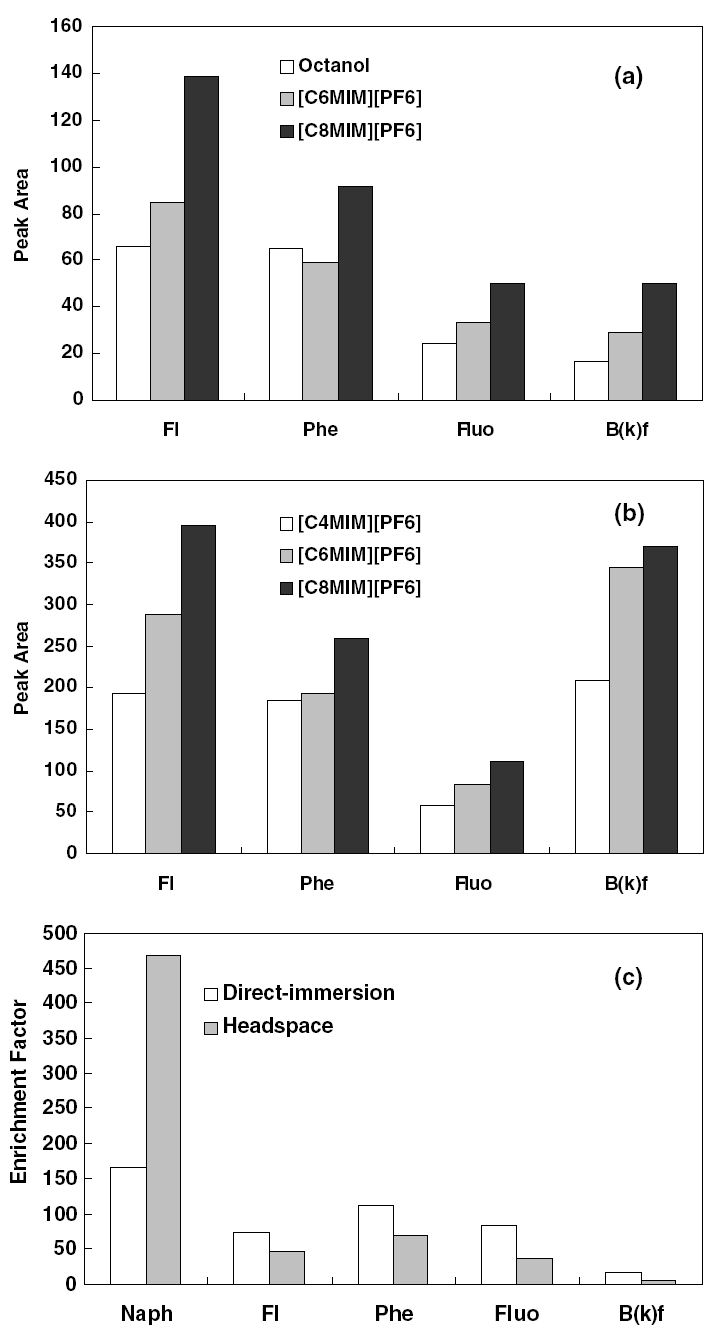 160
140
120
100
80
60
40
20
0
Peak Area
Octanol
[C6MIM][PF6]
[C8MIM][PF6]
(a)
Fl Phe Fluo B(k)f
450
400
350
300
250
200
150
100
50
0
Peak Area
[C4MIM][PF6]
[C6MIM][PF6]
[C8MIM][PF6]
(b)
Fl Phe Fluo B(k)f
500
450
400
350
300
250
200
150
100
50
0
Enrichment Factor
Direct-immersion
Headspace
(c)
Naph Fl Phe Fluo B(k)f